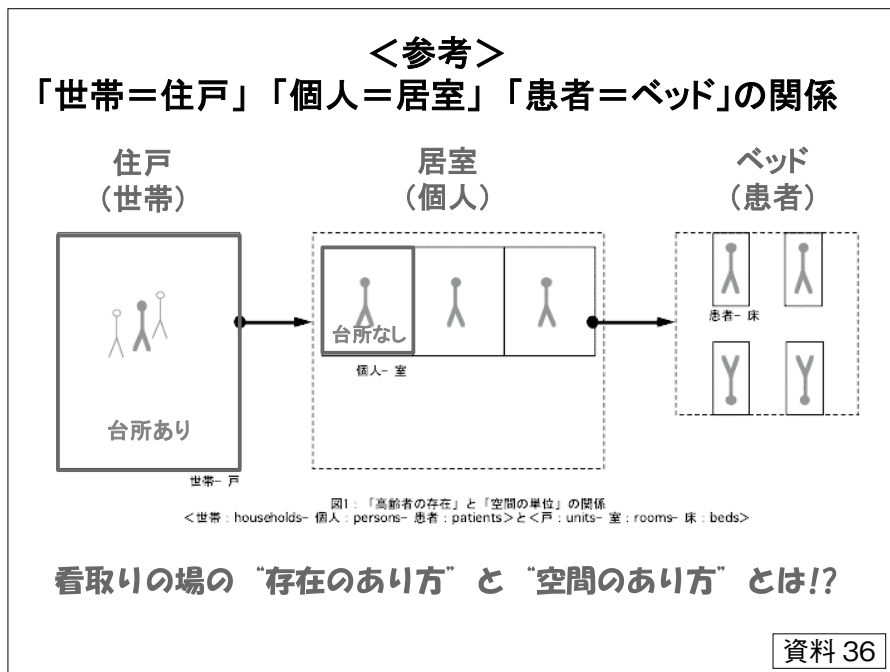 ＜参考＞
「世帯＝住戸」「個人＝居室」「患者＝ベッド」の関係
住戸
（世帯）
居室
（個人）
ベッド
（患者）
台所あり
世帯− 戸
台所なし
個人− 室
患者− 床
図1：「高齢者の存在」と「空間の単位」の関係
＜世帯：households− 個人：persons− 患者：patients＞と＜戸：units− 室：rooms− 床：beds＞
看取りの場の“存在のあり方”と“空間のあり方”とは!?
資料 36